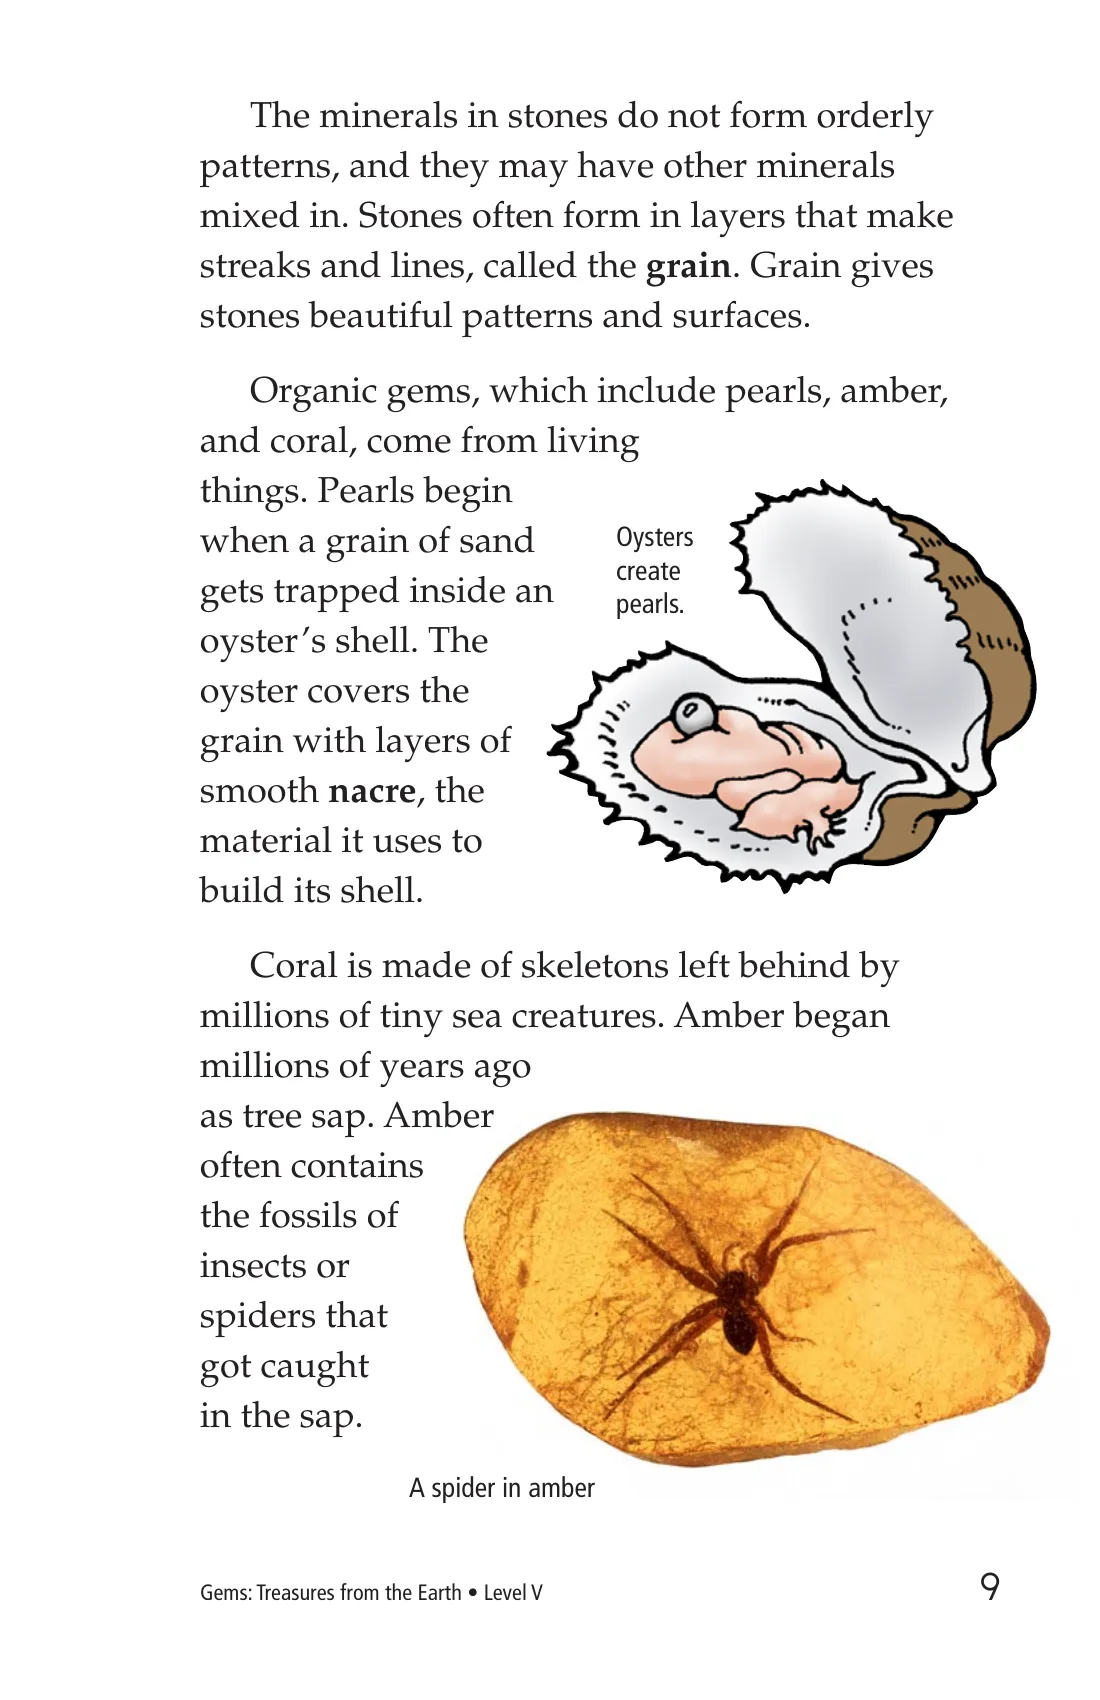 The minerals in stones do not form orderly
patterns, and they may have other minerals
mixed in. Stones often form in layers that make
streaks and lines, called the grain. Grain gives
stones beautiful patterns and surfaces.
Organic gems, which include pearls, amber,
and coral, come from living
things. Pearls begin
when a grain of sand
gets trapped inside an
oyster’s shell. The
oyster covers the
grain with layers of
smooth nacre, the
material it uses to
build its shell.
Oysters
create
pearls.
Coral is made of skeletons left behind by
millions of tiny sea creatures. Amber began
millions of years ago
as tree sap. Amber
often contains
the fossils of
insects or
spiders that
got caught
in the sap.
A spider in amber
Gems: Treasures from the Earth • Level V
9